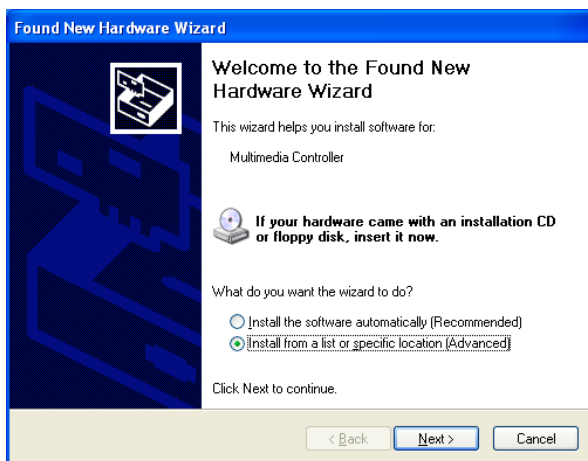 Found New Hardware Wizard
Welcome to the Found New
Hardware Wizard
This wizard helps you install software for:
Multimedia Controller
If your hardware came with an installation CD
or floppy disk, insert it now.
What do you want the wizard to do?
Install the software automatically (Recommended)
Install from a list or specific location (Advanced)
Click Next to continue.
< Back Next > Cancel